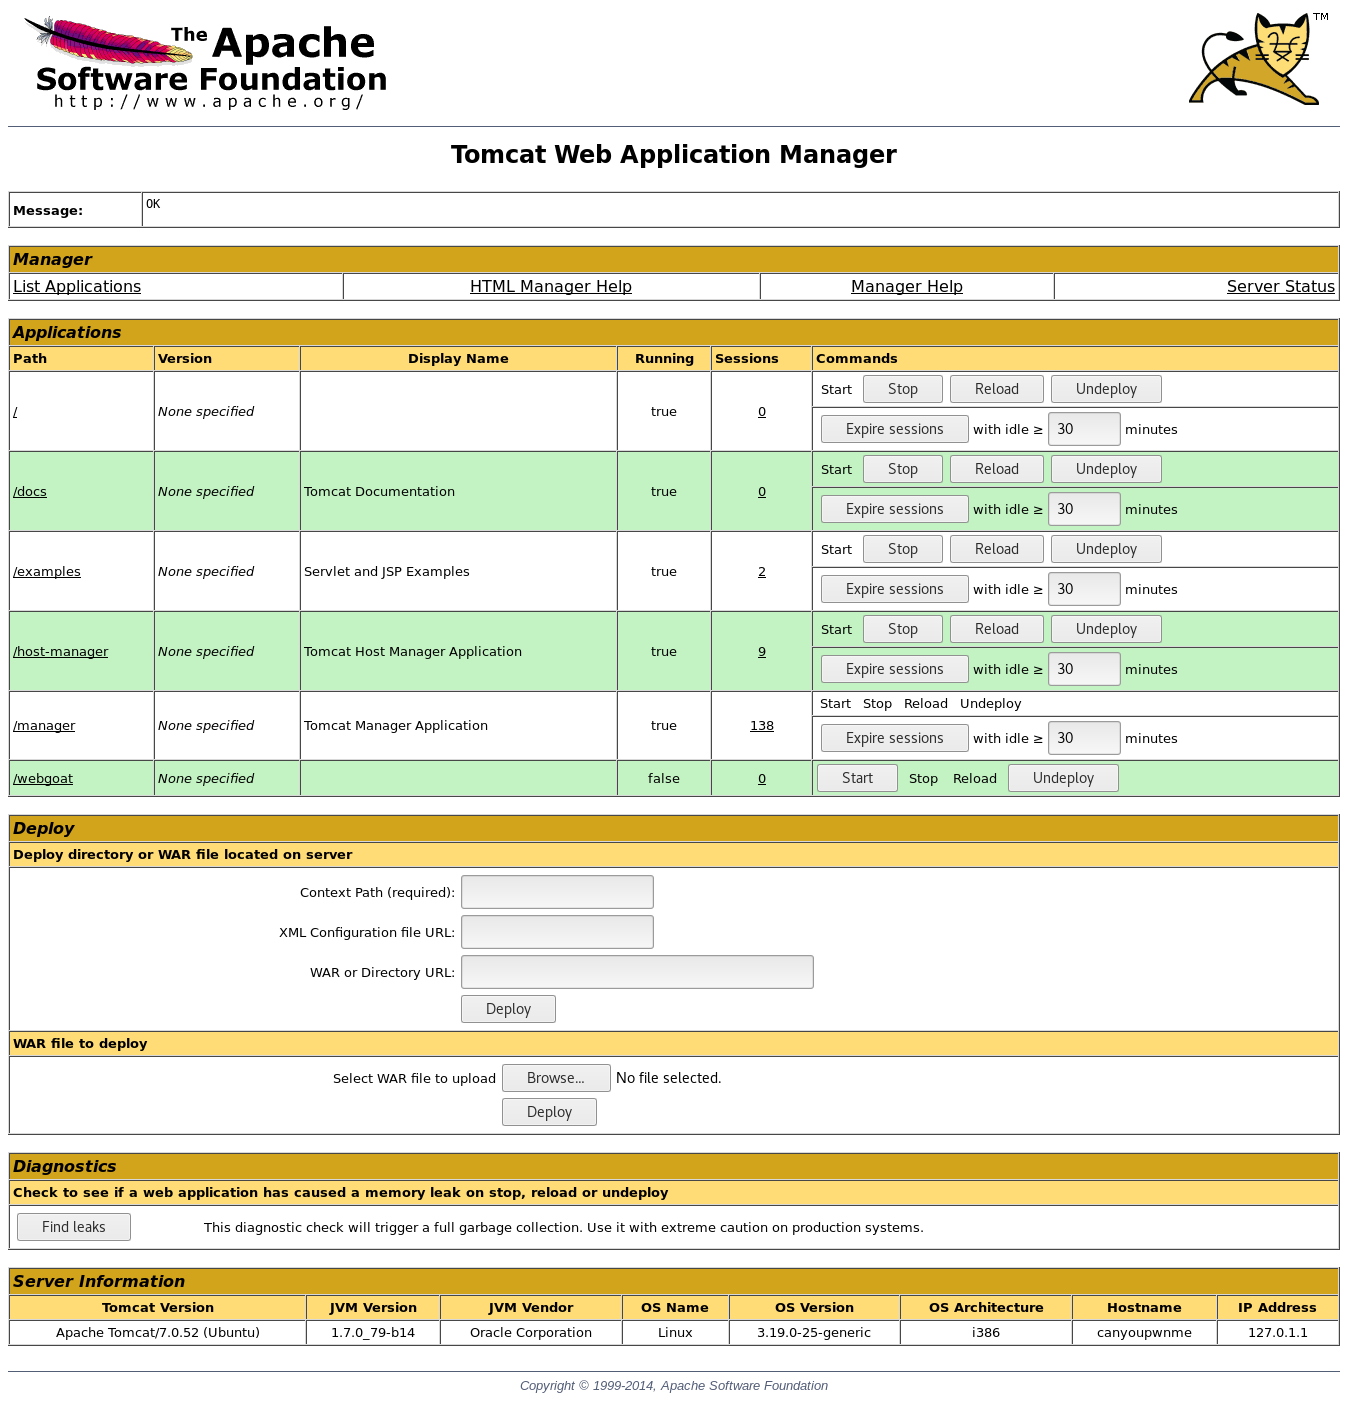 The Apache
Software Foundation
http://www.apache.org/
TM
Tomcat Web Application Manager
Message: OK
Manager
List Applications HTML Manager Help Manager Help Server Status
Applications
Path Version Display Name Running Sessions Commands
/ None specified true 0 Start Stop Reload Undeploy
Expire sessions with idle ≥ 30 minutes
/docs None specified Tomcat Documentation true 0 Start Stop Reload Undeploy
Expire sessions with idle ≥ 30 minutes
/examples None specified Servlet and JSP Examples true 2 Start Stop Reload Undeploy
Expire sessions with idle ≥ 30 minutes
/host-manager None specified Tomcat Host Manager Application true 9 Start Stop Reload Undeploy
Expire sessions with idle ≥ 30 minutes
/manager None specified Tomcat Manager Application true 138 Start Stop Reload Undeploy
Expire sessions with idle ≥ 30 minutes
/webgoat None specified false 0 Start Stop Reload Undeploy
Deploy
Deploy directory or WAR file located on server
Context Path (required):
XML Configuration file URL:
WAR or Directory URL:
Deploy
WAR file to deploy
Select WAR file to upload Browse... No file selected.
Deploy
Diagnostics
Check to see if a web application has caused a memory leak on stop, reload or undeploy
Find leaks This diagnostic check will trigger a full garbage collection. Use it with extreme caution on production systems.
Server Information
Tomcat Version JVM Version JVM Vendor OS Name OS Version OS Architecture Hostname IP Address
Apache Tomcat/7.0.52 (Ubuntu) 1.7.0_79-b14 Oracle Corporation Linux 3.19.0-25-generic i386 canyoupwnme 127.0.1.1
Copyright © 1999-2014, Apache Software Foundation